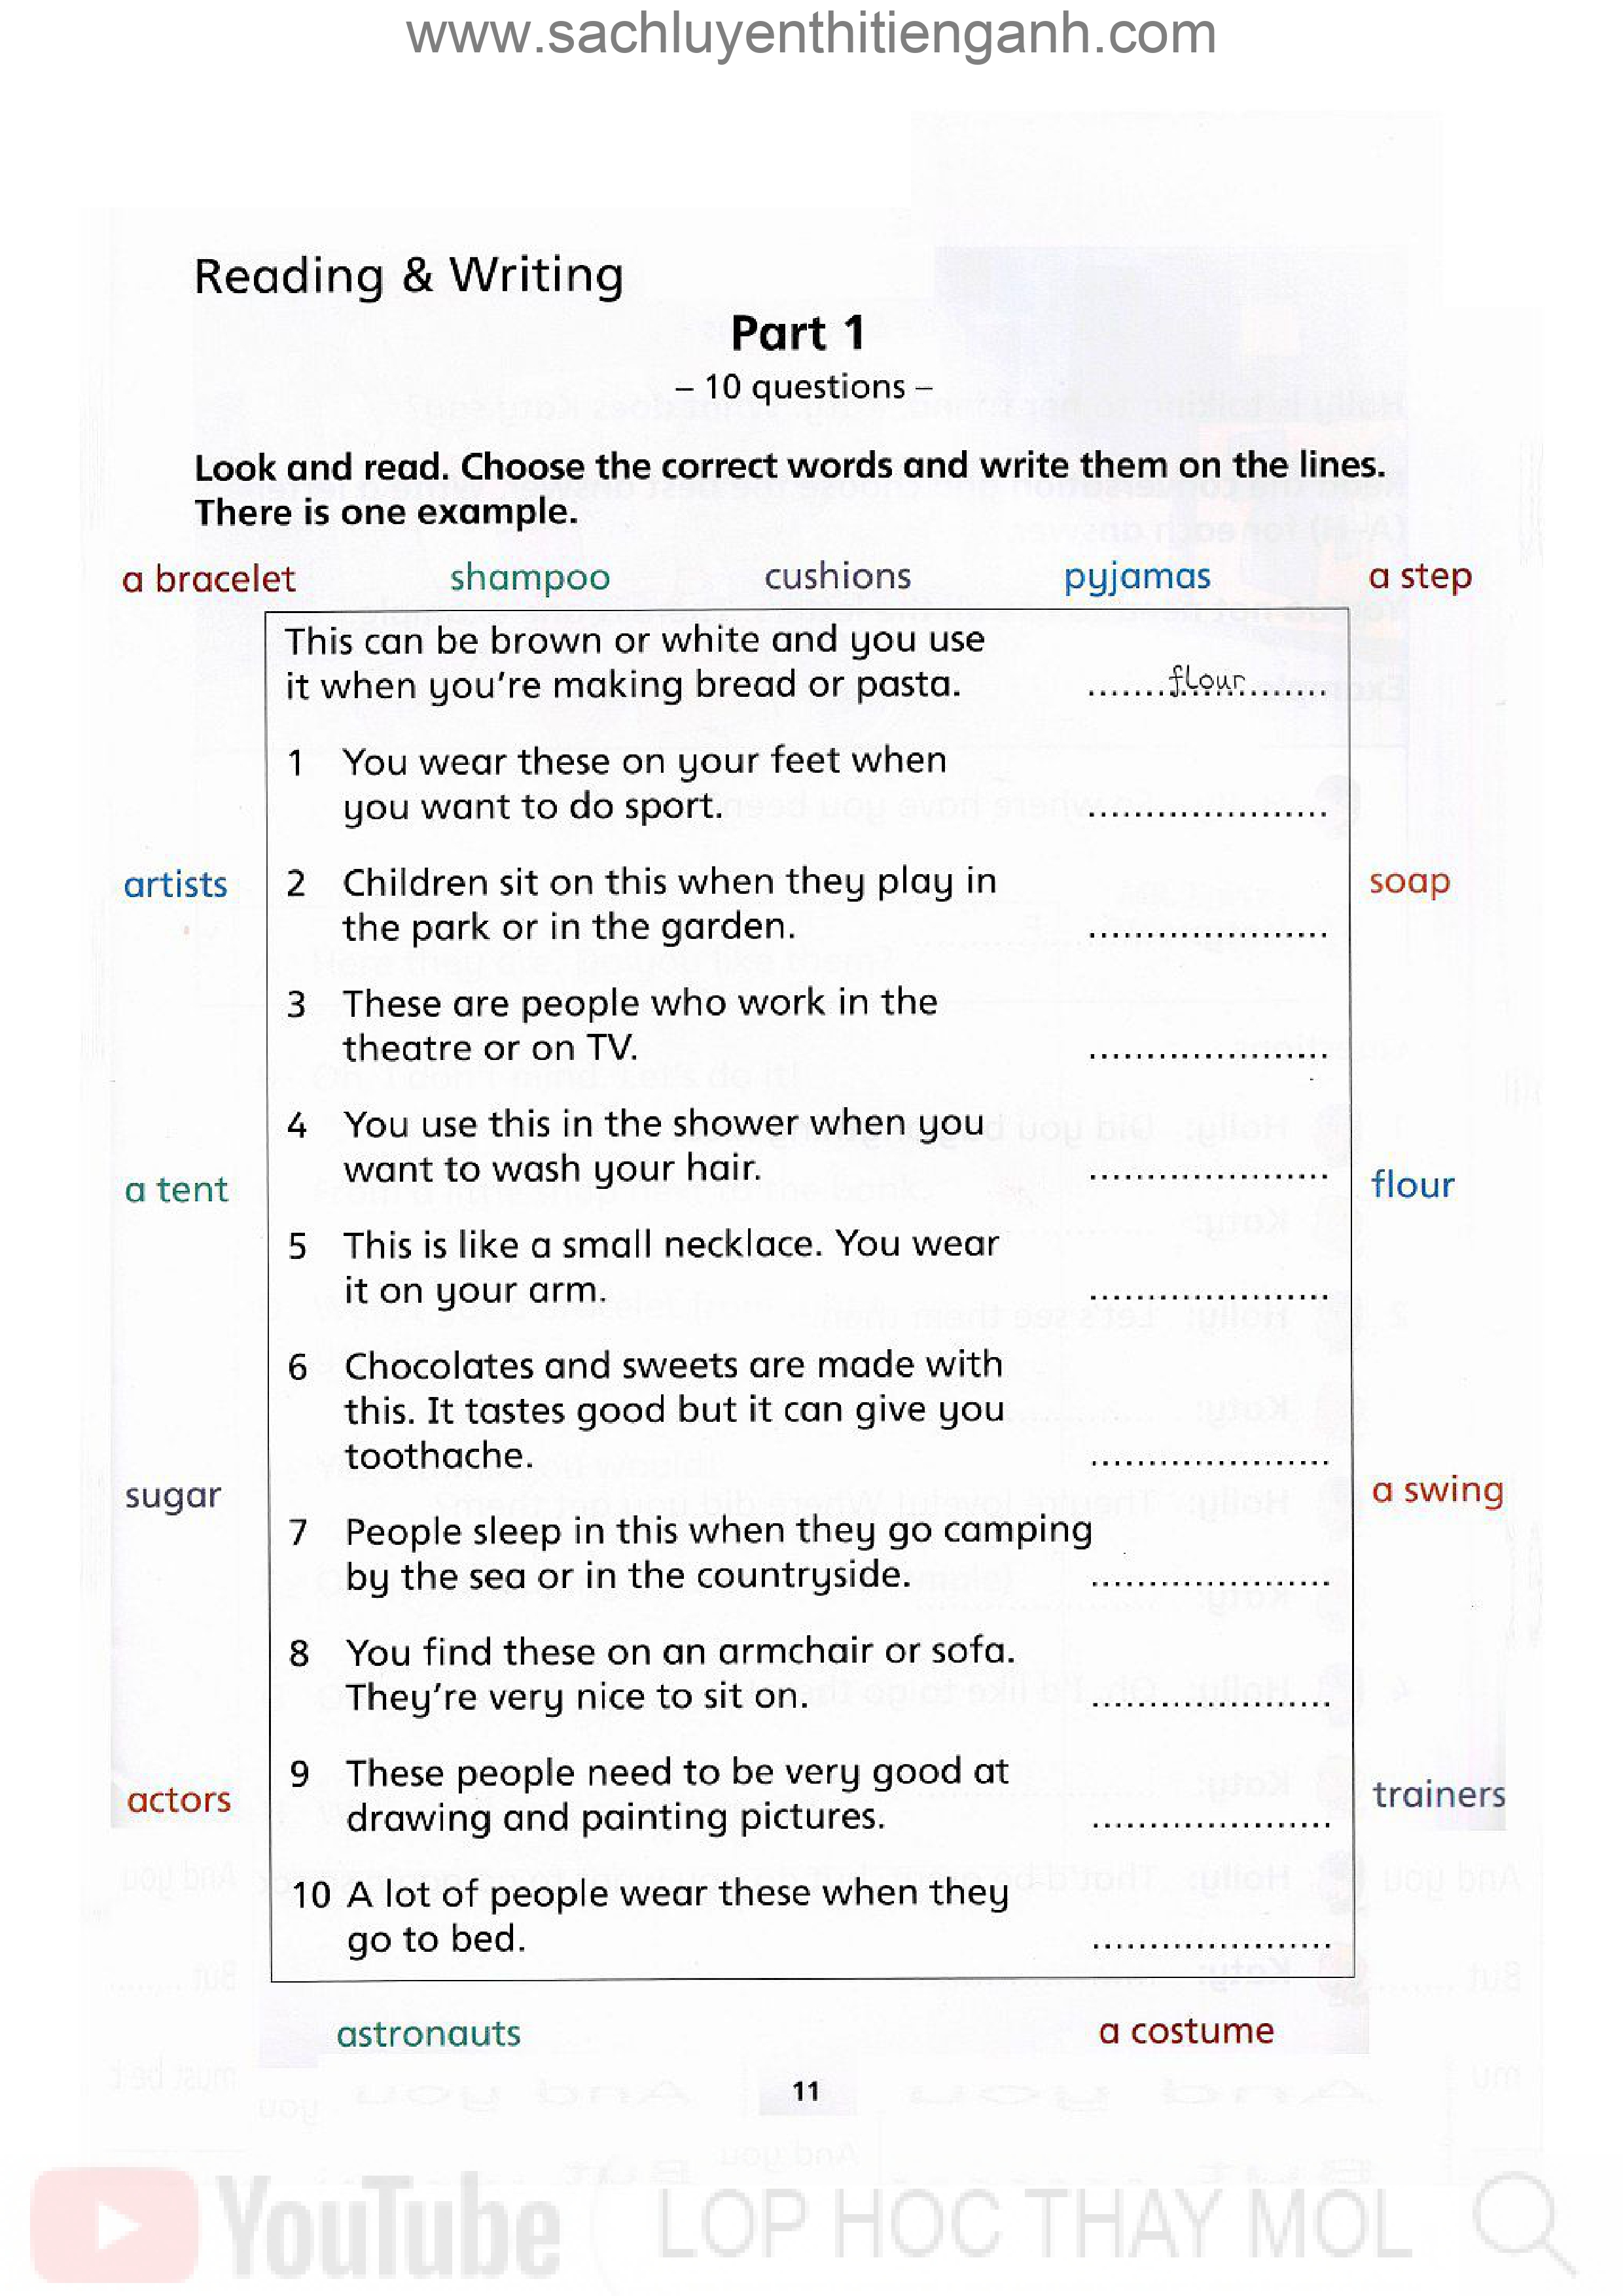 www.sachluyenthitienganh.com
Reading & Writing
Part 1
– 10 questions –
Look and read. Choose the correct words and write them on the lines.
There is one example.
a bracelet shampoo cushions pyjamas a step
This can be brown or white and you use
it when you're making bread or pasta. flour
1 You wear these on your feet when
you want to do sport. ....................
artists
2 Children sit on this when they play in
the park or in the garden. ....................
soap
3 These are people who work in the
theatre or on TV. ....................
4 You use this in the shower when you
want to wash your hair. ....................
a tent
flour
5 This is like a small necklace. You wear
it on your arm. ....................
6 Chocolates and sweets are made with
this. It tastes good but it can give you
toothache. ....................
sugar
a swing
7 People sleep in this when they go camping
by the sea or in the countryside. ....................
8 You find these on an armchair or sofa.
They're very nice to sit on. ....................
9 These people need to be very good at
drawing and painting pictures. ....................
actors
trainers
10 A lot of people wear these when they
go to bed. ....................
astronauts a costume
11
YouTube LOP HOC THAY MOL